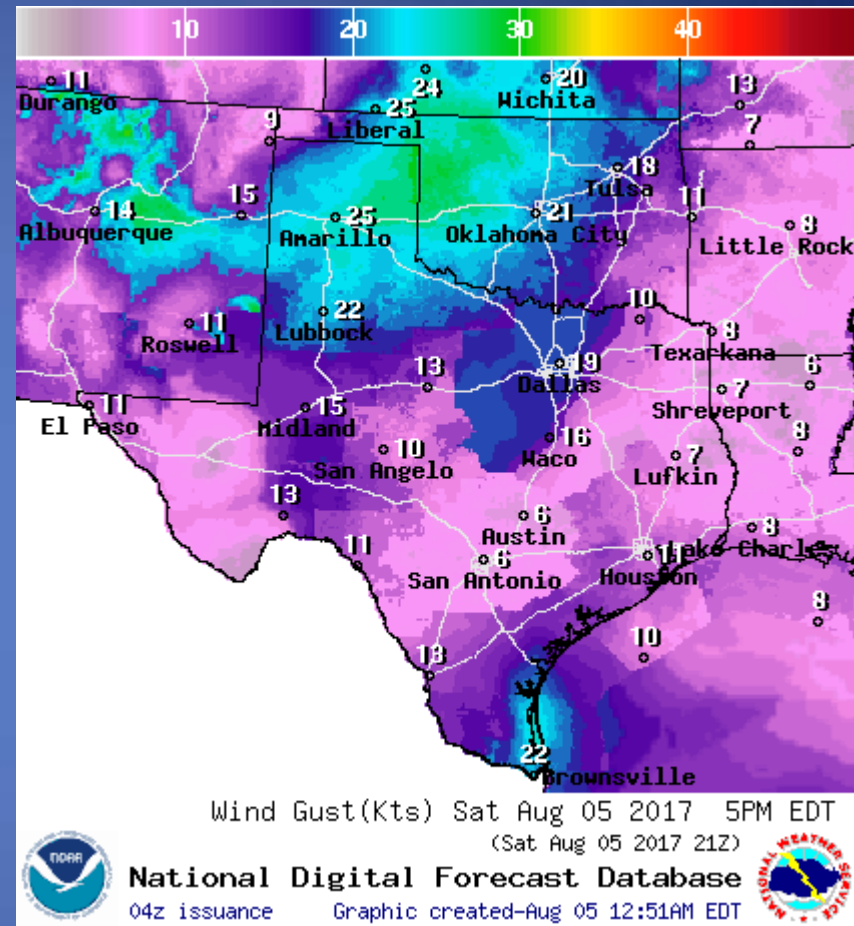 10 20 30 40
11 24 20 13
Durango 25 Wichita
9 Liberal 7
18
Tulsa
14 15 25 21 11 8
Albuquerque Amarillo Oklahoma City Little Rock
11 22 10 8
Roswell Lubbock Texarkana
13 19
Dallas 7 6
11 15 Shreveport
El Paso Midland 16
10 Waco 7 8
San Angelo Lufkin
13 6 8
Austin
11 6 11 Lake Charles
San Antonio Houston
10 8
13
22
Brownsville
Wind Gust(Kts) Sat Aug 05 2017 5PM EDT
(Sat Aug 05 2017 21Z)
NOAA
National Digital Forecast Database
04z issuance Graphic created-Aug 05 12:51AM EDT
NATIONAL WEATHER SERVICE